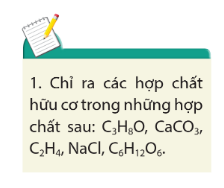 1. Chỉ ra các hợp chất
hữu cơ trong những hợp
chất sau: C₃H₈O, CaCO₃,
C₂H₄, NaCl, C₆H₁₂O₆.